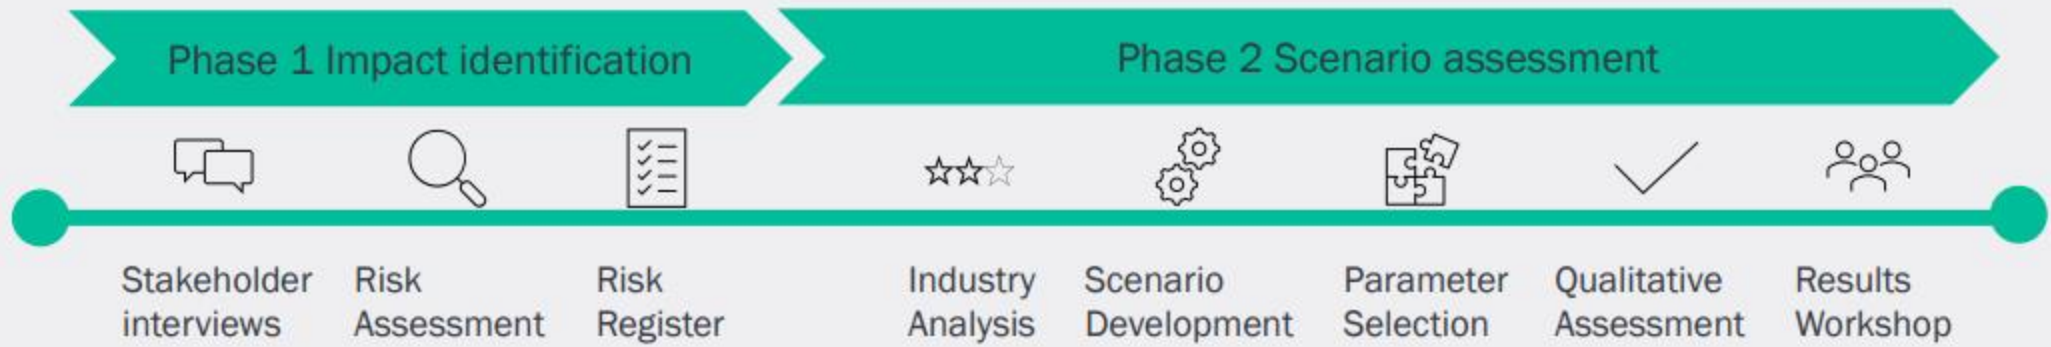 Phase 1 Impact identification
Phase 2 Scenario assessment
Stakeholder
interviews
Risk
Assessment
Risk
Register
Industry
Analysis
Scenario
Development
Parameter
Selection
Qualitative
Assessment
Results
Workshop